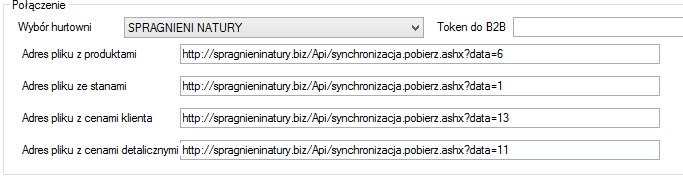 Połączenie
Wybór hurtowni SPRAGNIENI NATURY Token do B2B
Adres pliku z produktami http://spragnieninatury.biz/Api/synchronizacja.pobierz.ashx?data=6
Adres pliku ze stanami http://spragnieninatury.biz/Api/synchronizacja.pobierz.ashx?data=1
Adres pliku z cenami klienta http://spragnieninatury.biz/Api/synchronizacja.pobierz.ashx?data=13
Adres pliku z cenami detalicznymi http://spragnieninatury.biz/Api/synchronizacja.pobierz.ashx?data=11